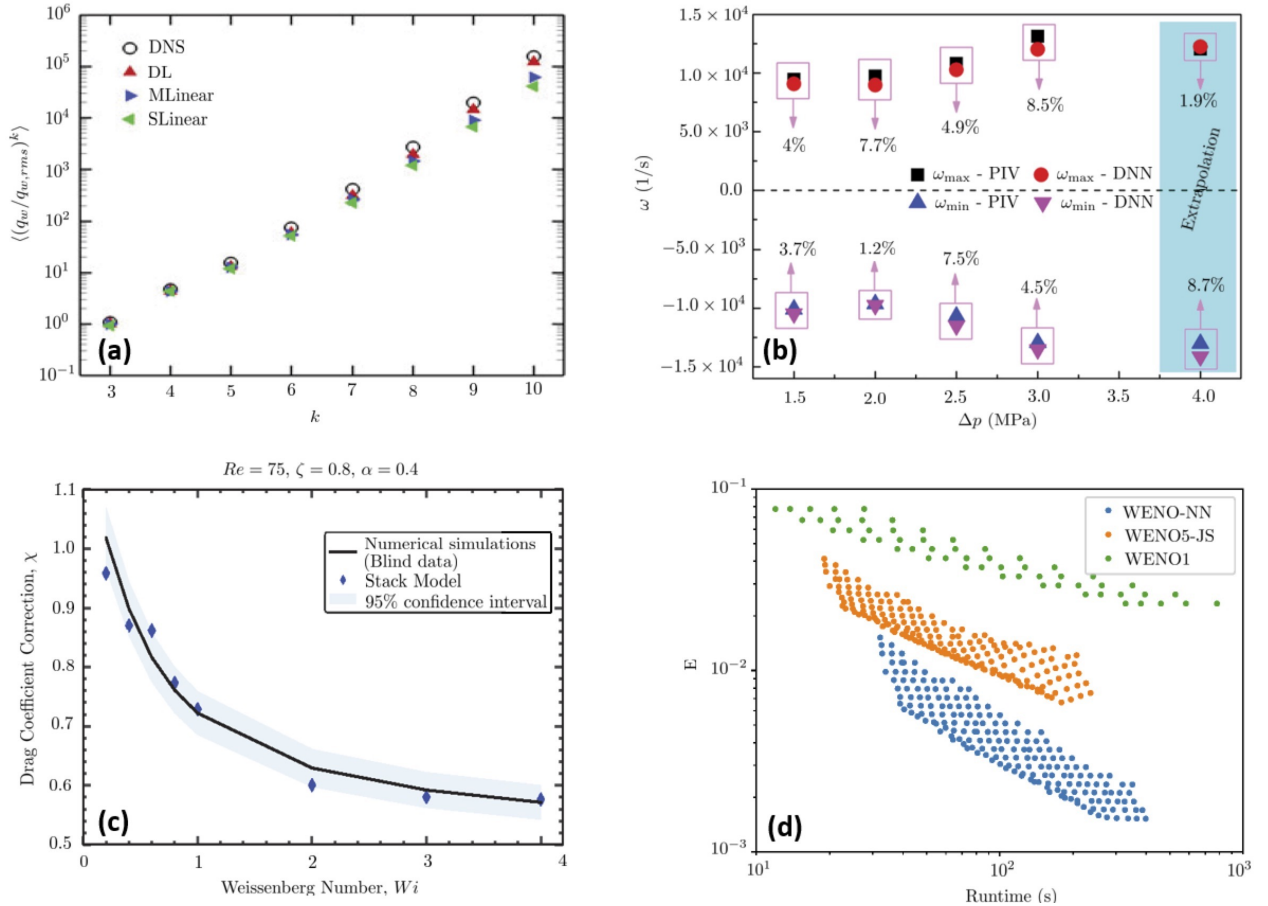 10^6
10^5
10^4
10^3
10^2
10^1
10^0
10^{-1}
⟨(q_w/q_{w,rms})^k⟩
DNS
DL
MLinear
SLinear
(a)
3 4 5 6 7 8 9 10
k
1.5 × 10^4
1.0 × 10^4
5.0 × 10^3
0.0
−5.0 × 10^3
−1.0 × 10^4
−1.5 × 10^4
ω (1/s)
4% 7.7% 4.9% 8.5% 1.9%
ω_max - PIV ω_max - DNN
ω_min - PIV ω_min - DNN
Extrapolation
3.7% 1.2% 7.5% 4.5% 8.7%
(b)
1.5 2.0 2.5 3.0 3.5 4.0
Δp (MPa)
Re = 75, ζ = 0.8, α = 0.4
1.1
1.0
0.9
0.8
0.7
0.6
0.5
Drag Coefficient Correction, χ
Numerical simulations
(Blind data)
Stack Model
95% confidence interval
(c)
0 1 2 3 4
Weissenberg Number, Wi
10^{-1}
10^{-2}
10^{-3}
E
WENO-NN
WENO5-JS
WENO1
(d)
10^1 10^2 10^3
Runtime (s)